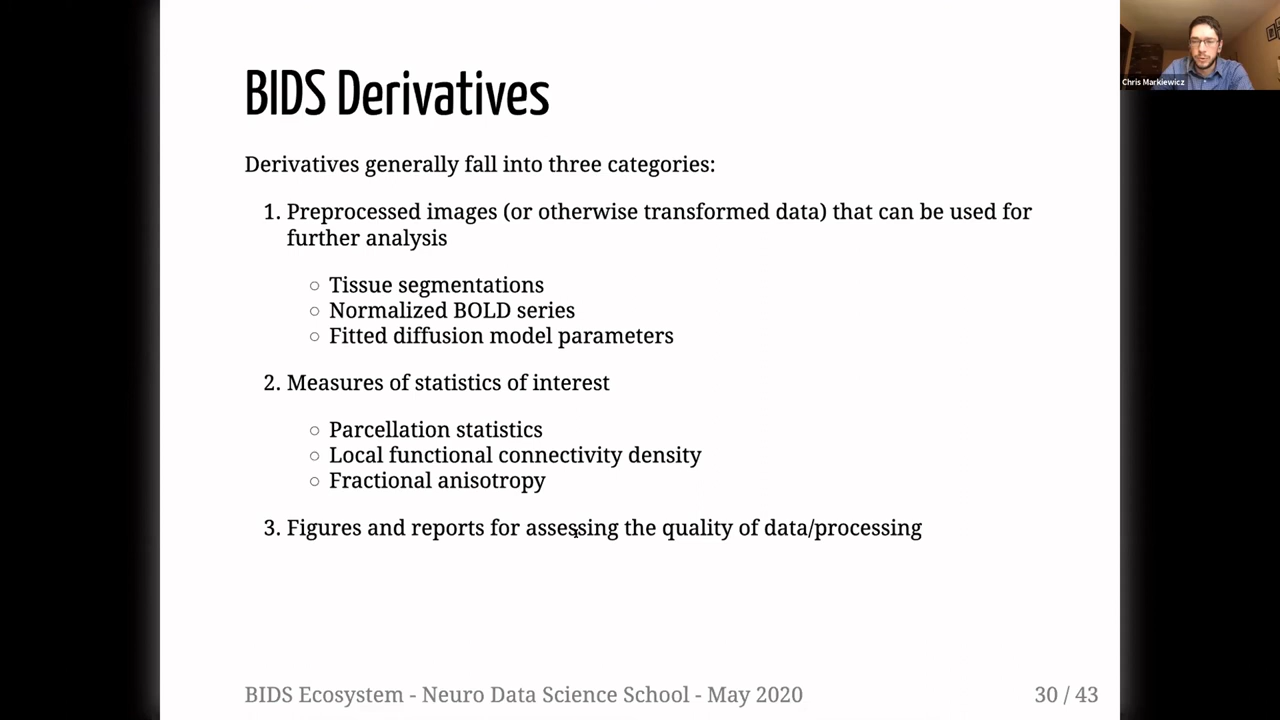 BIDS Derivatives
Chris Markiewicz
Derivatives generally fall into three categories:
1. Preprocessed images (or otherwise transformed data) that can be used for
further analysis
○ Tissue segmentations
○ Normalized BOLD series
○ Fitted diffusion model parameters
2. Measures of statistics of interest
○ Parcellation statistics
○ Local functional connectivity density
○ Fractional anisotropy
3. Figures and reports for assessing the quality of data/processing
BIDS Ecosystem - Neuro Data Science School - May 2020
30 / 43